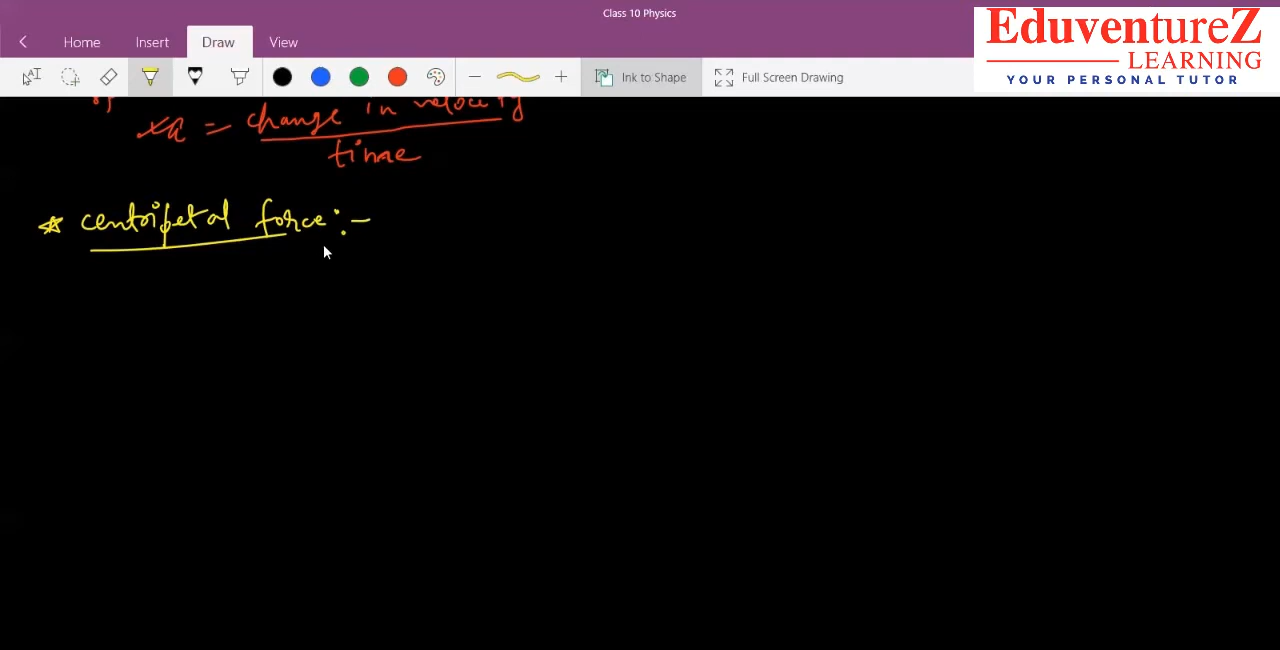 Class 10 Physics
EduventureZ
LEARNING
YOUR PERSONAL TUTOR
Home Insert Draw View
Ink to Shape Full Screen Drawing
= change in velocity
time
* centripetal force:-